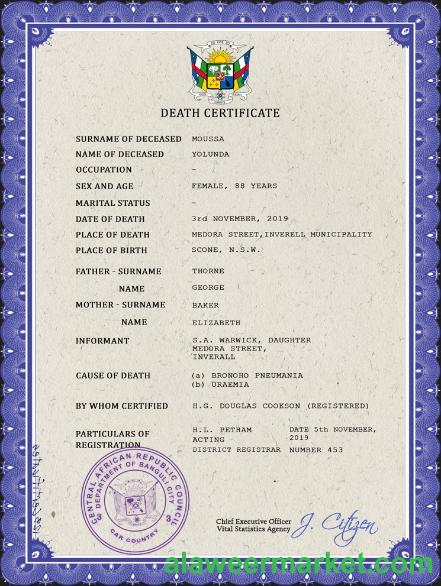 DEATH CERTIFICATE
SURNAME OF DECEASED MOUSSA
NAME OF DECEASED YOLUNDA
OCCUPATION –
SEX AND AGE FEMALE, 88 YEARS
MARITAL STATUS –
DATE OF DEATH 3rd NOVEMBER, 2019
PLACE OF DEATH MEDORA STREET,INVERELL MUNICIPALITY
PLACE OF BIRTH SCONE, N.S.W.
FATHER - SURNAME THORNE
NAME GEORGE
MOTHER - SURNAME BAKER
NAME ELIZABETH
INFORMANT S.A. WARWICK, DAUGHTER
MEDORA STREET,
INVERALL
CAUSE OF DEATH (a) BRONOHO PNEUMANIA
(b) URAEMIA
BY WHOM CERTIFIED H.G. DOUGLAS COOKSON (REGISTERED)
PARTICULARS OF REGISTRATION H.L. PETHAM ACTING DISTRICT REGISTRAR
DATE 5th NOVEMBER, 2019
NUMBER 453
CENTRAL AFRICAN REPUBLIC COUNCIL
DEPARTMENT OF BANGUI CITY
CAR COUNTRY
Chief Executive Officer
Vital Statistics Agency
J. Citizen
alaweermarket.com